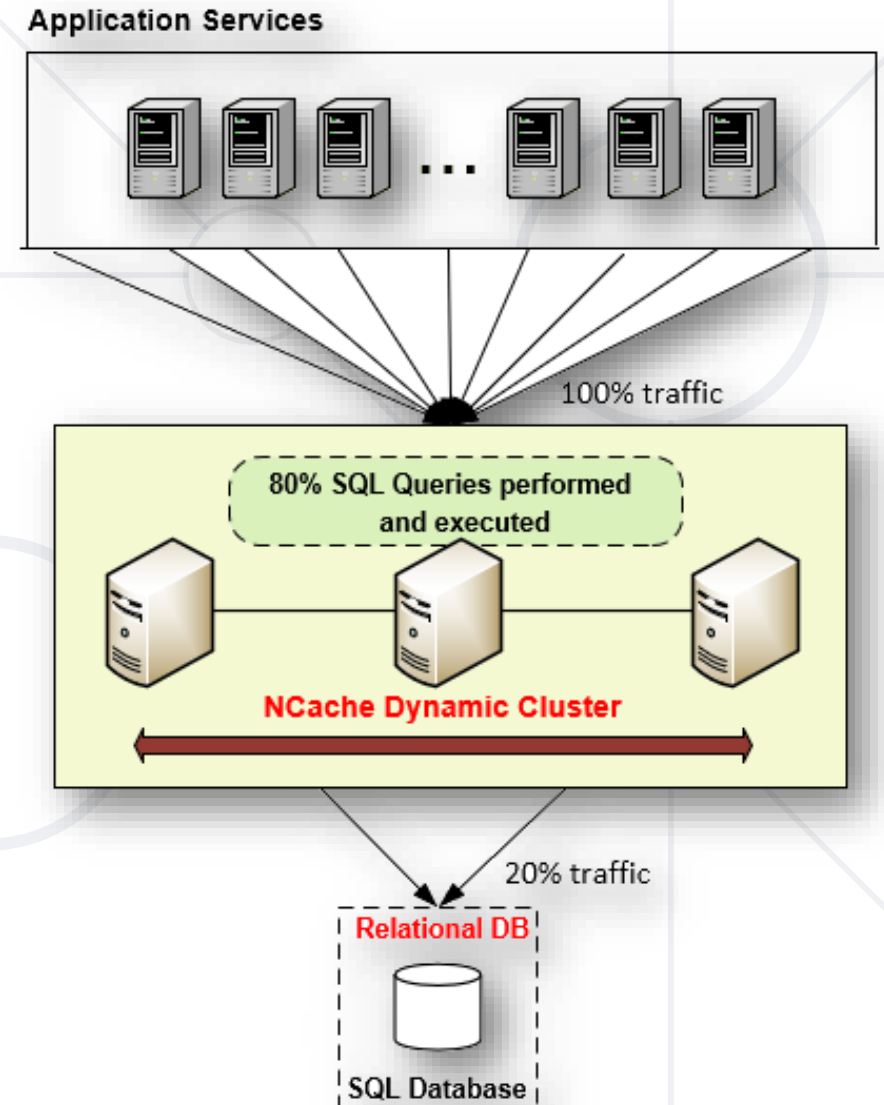 Application Services
...
100% traffic
80% SQL Queries performed
and executed
NCache Dynamic Cluster
20% traffic
Relational DB
SQL Database